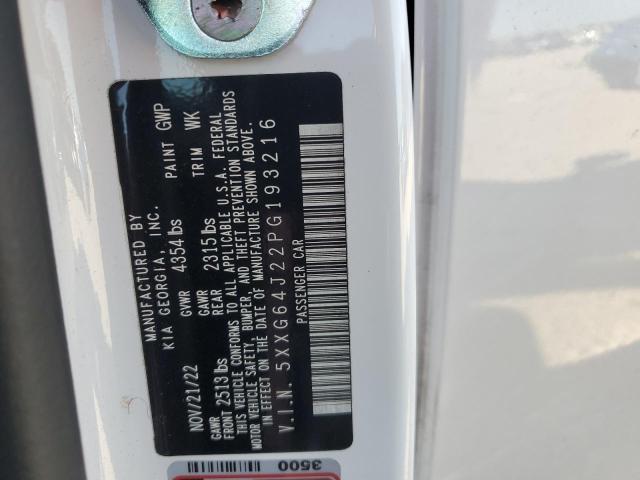 MANUFACTURED BY
KIA GEORGIA, INC.
NOV/21/22 GVWR 4354 lbs PAINT GWP
GAWR FRONT 2513 lbs GAWR REAR 2315 lbs TRIM WK
THIS VEHICLE CONFORMS TO ALL APPLICABLE U.S.A. FEDERAL
MOTOR VEHICLE SAFETY, BUMPER, AND THEFT PREVENTION STANDARDS
IN EFFECT ON THE DATE OF MANUFACTURE SHOWN ABOVE.
V.I.N. 5XXG64J22PG193216
PASSENGER CAR
3500